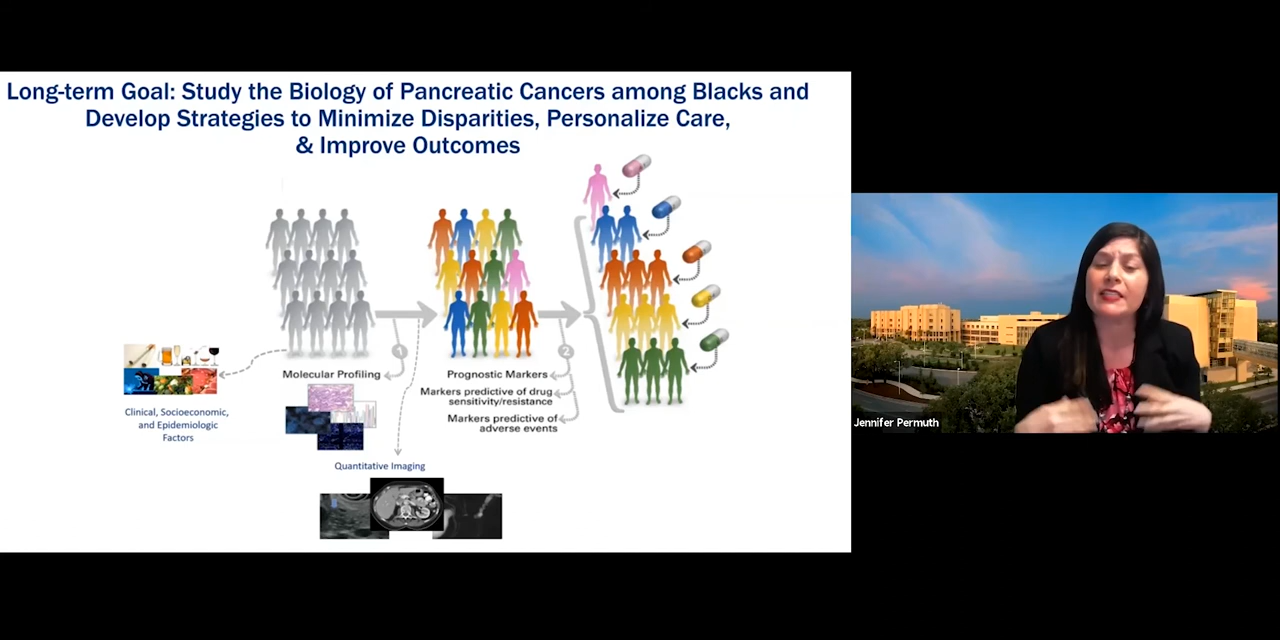 Long-term Goal: Study the Biology of Pancreatic Cancers among Blacks and
Develop Strategies to Minimize Disparities, Personalize Care,
& Improve Outcomes
1
2
Molecular Profiling
Prognostic Markers
Markers predictive of drug
sensitivity/resistance
Markers predictive of
adverse events
Clinical, Socioeconomic,
and Epidemiologic
Factors
Quantitative Imaging
Jennifer Permuth